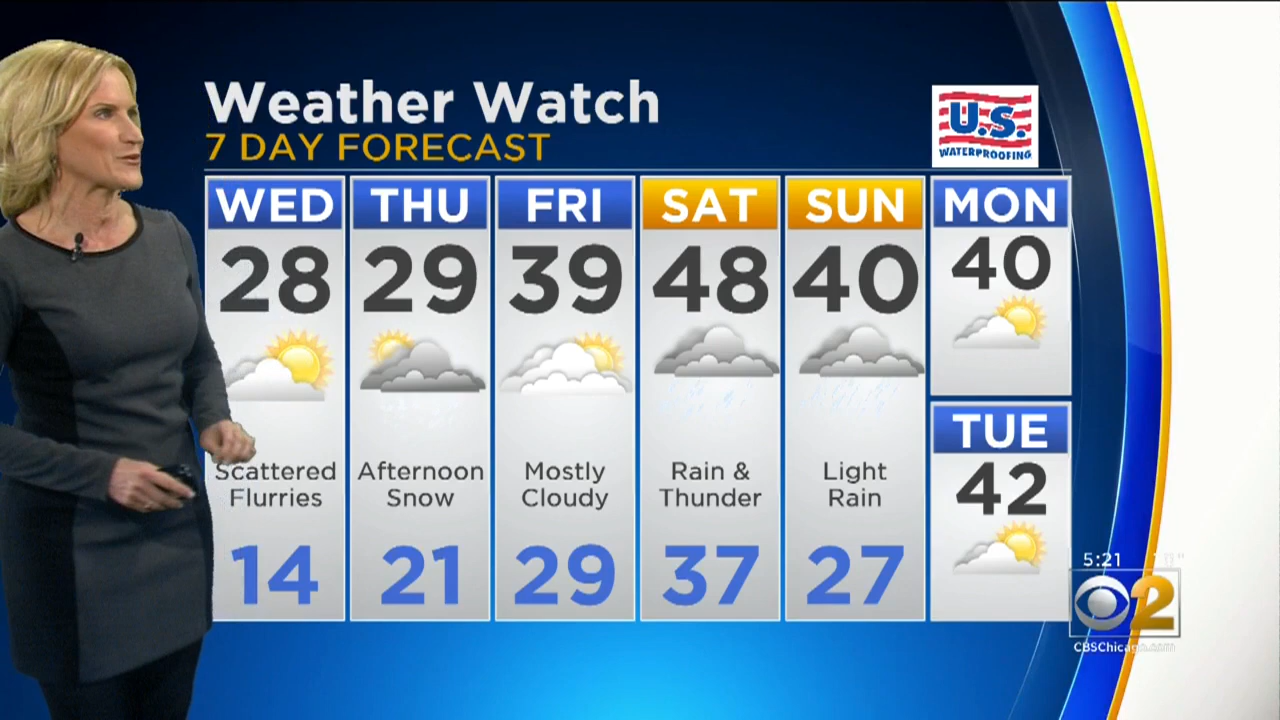 Weather Watch
7 DAY FORECAST
U.S.
WATERPROOFING
WED
28
Scattered
Flurries
14
THU
29
Afternoon
Snow
21
FRI
39
Mostly
Cloudy
29
SAT
48
Rain &
Thunder
37
SUN
40
Light
Rain
27
MON
40
TUE
42
5:21
2
CBSChicago.com